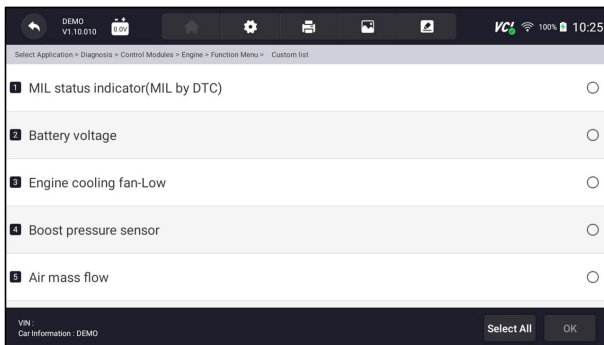 DEMO
V1.10.010
0.0V
VCI 100% 10:25
Select Application > Diagnosis > Control Modules > Engine > Function Menu > Custom list
1 MIL status indicator(MIL by DTC)
2 Battery voltage
3 Engine cooling fan-Low
4 Boost pressure sensor
5 Air mass flow
VIN :
Car Information : DEMO
Select All OK